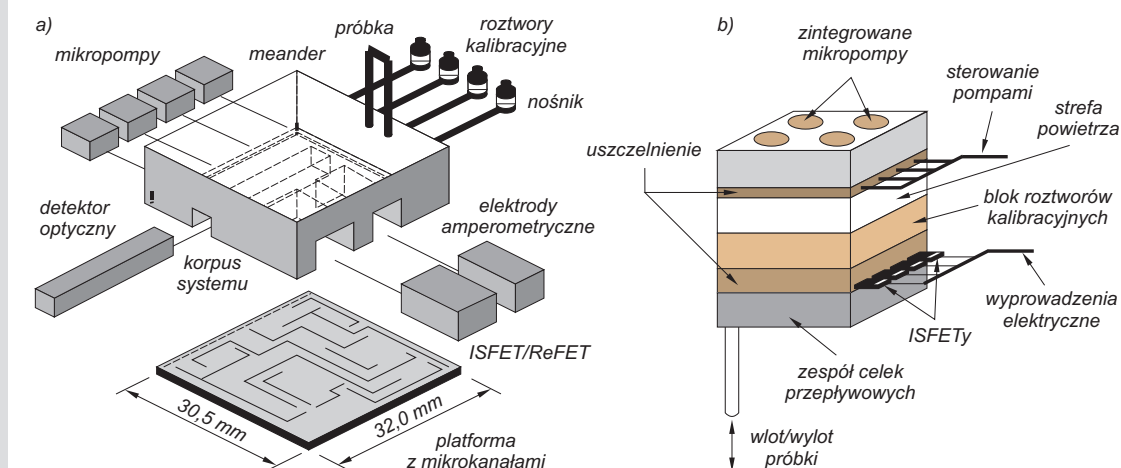 a)
mikropompy
meander
próbka
roztwory
kalibracyjne
nośnik
detektor
optyczny
korpus
systemu
elektrody
amperometryczne
ISFET/ReFET
30,5 mm
32,0 mm
platforma
z mikrokanałami
b)
zintegrowane
mikropompy
sterowanie
pompami
strefa
powietrza
uszczelnienie
blok roztworów
kalibracyjnych
wyprowadzenia
elektryczne
ISFETy
zespół celek
przepływowych
wlot/wylot
próbki